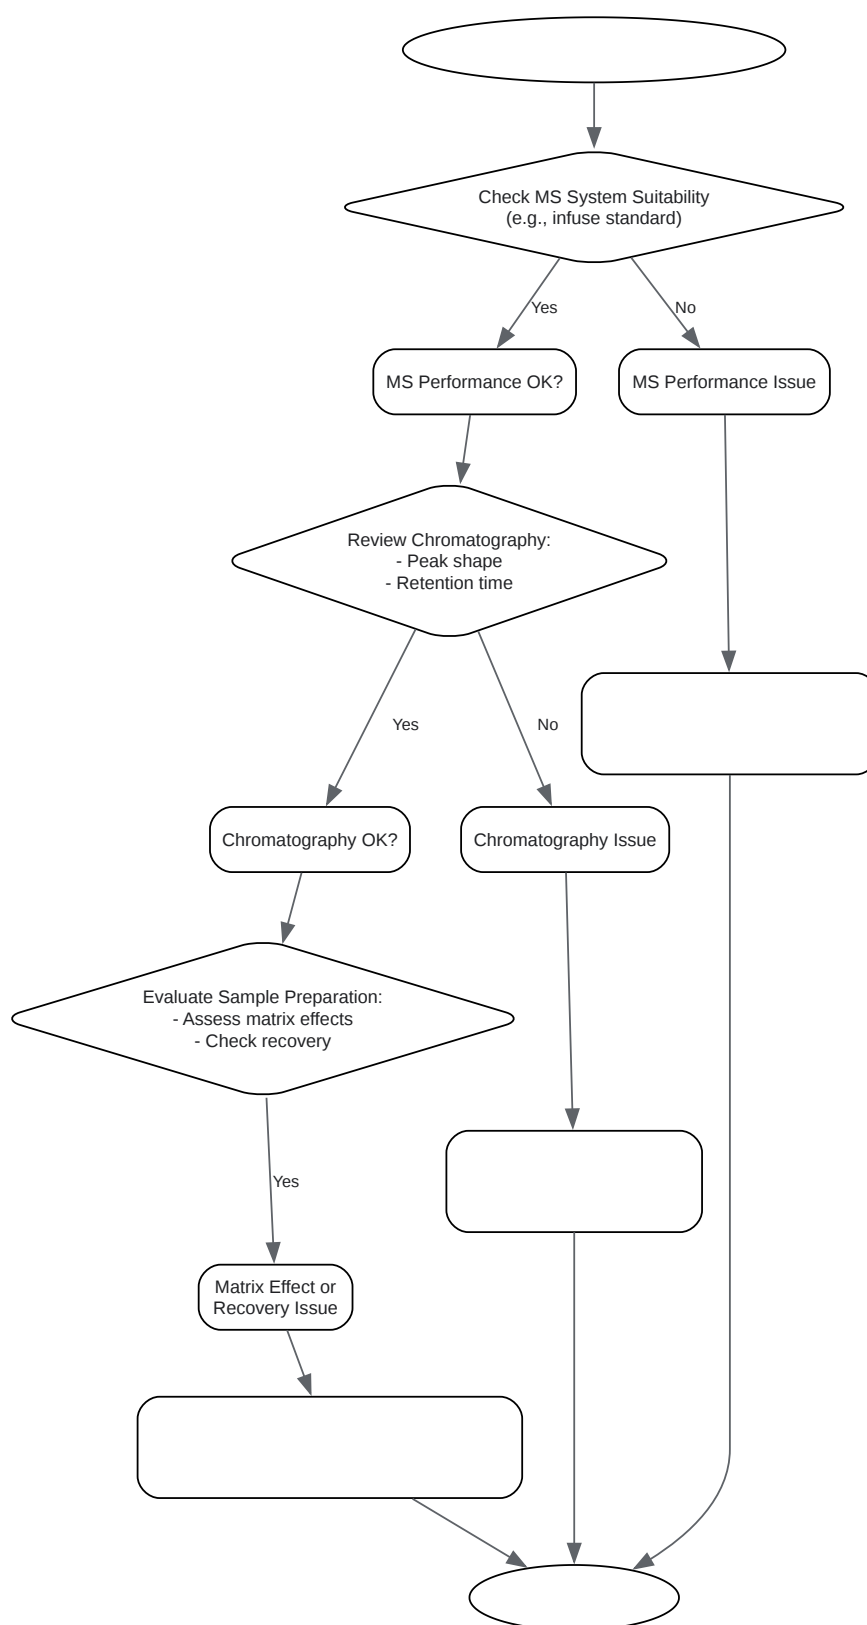 Check MS System Suitability
(e.g., infuse standard)
Yes
No
MS Performance OK?
MS Performance Issue
Review Chromatography:
- Peak shape
- Retention time
Yes
No
Chromatography OK?
Chromatography Issue
Evaluate Sample Preparation:
- Assess matrix effects
- Check recovery
Yes
Matrix Effect or
Recovery Issue